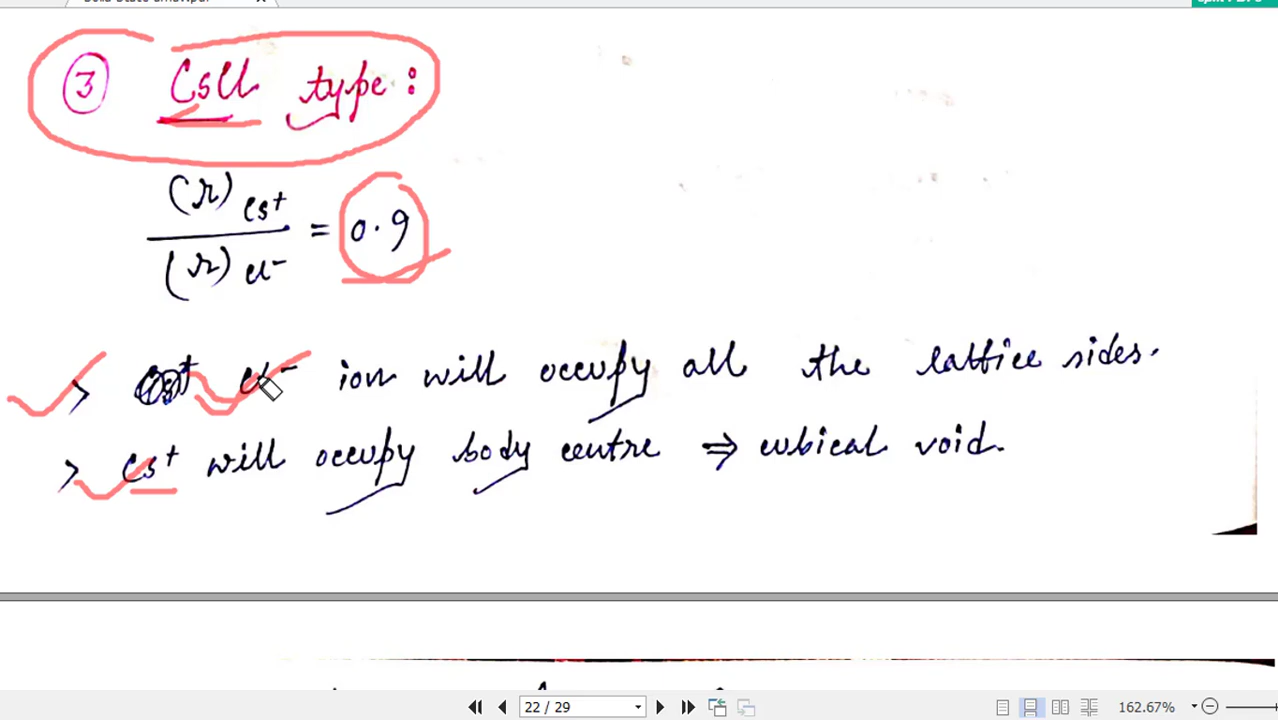 ③ CsCl type:
(r) Cs+
= 0.9
(r) Cl-
> Cl- ion will occupy all the lattice sides.
> Cs+ will occupy body centre ⇒ cubical void.
22 / 29
162.67%